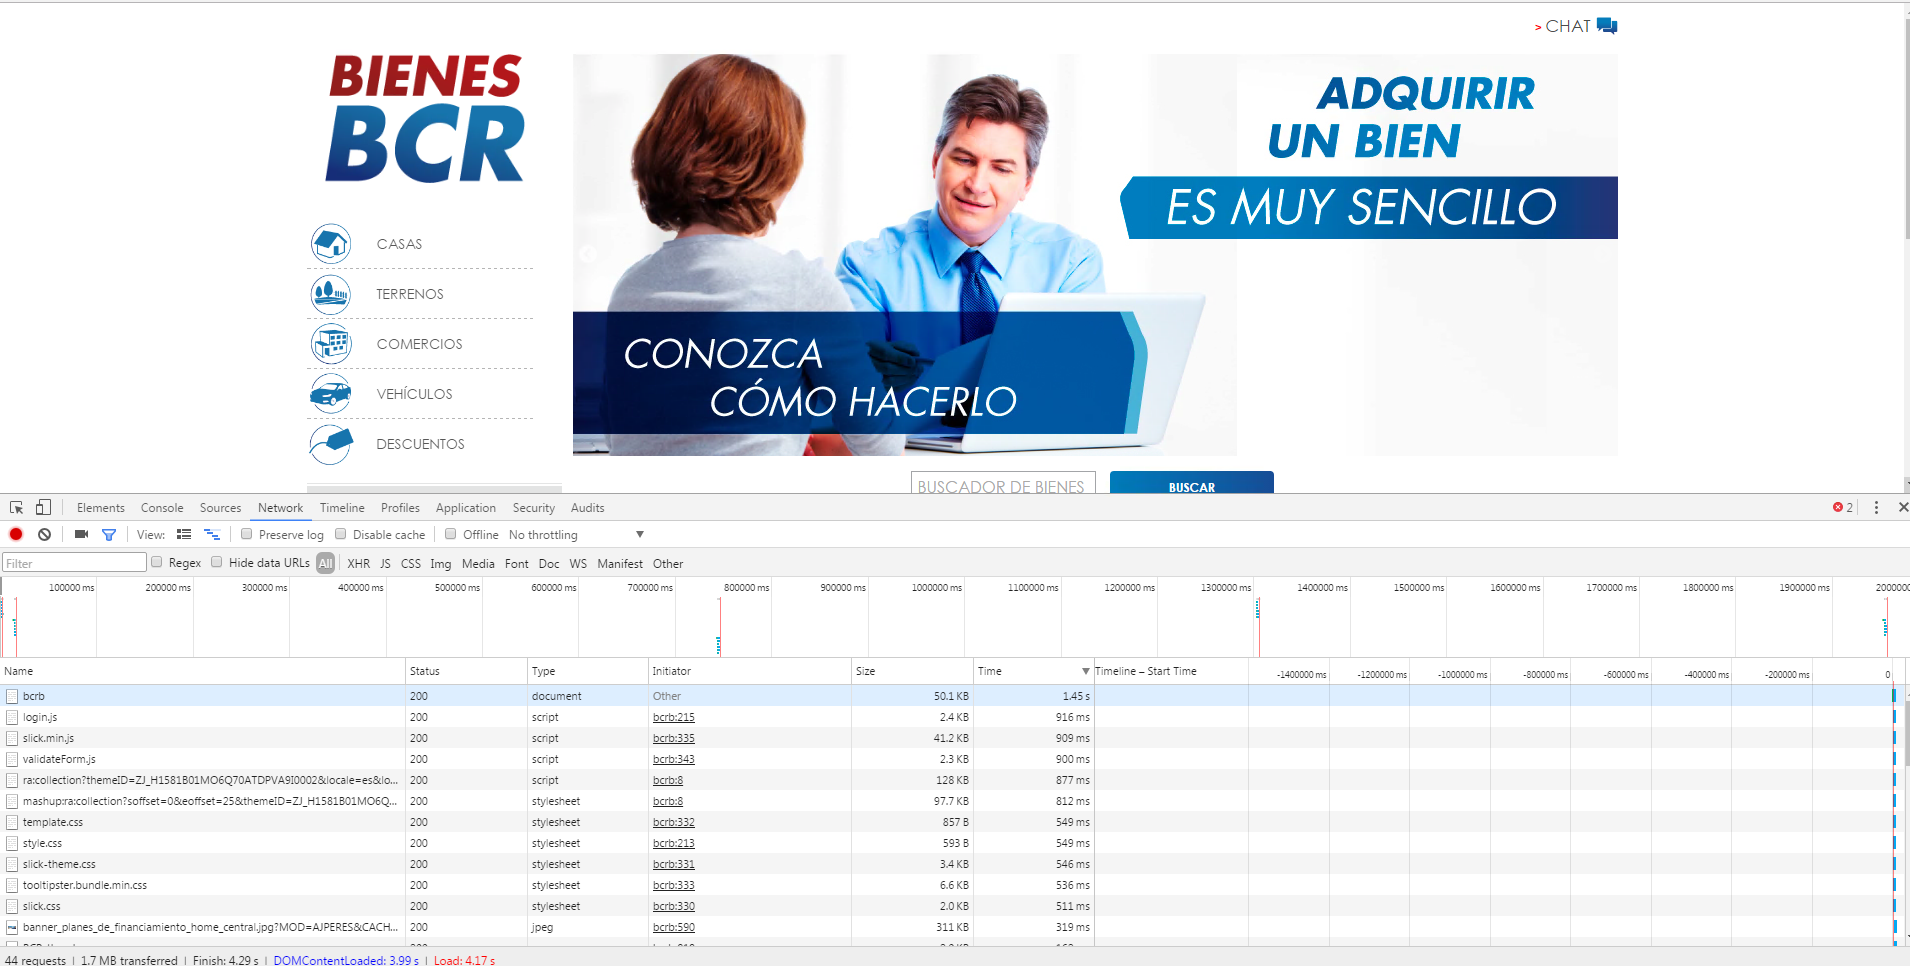 > CHAT
BIENES
BCR
ADQUIRIR
UN BIEN
ES MUY SENCILLO
CONOZCA
CÓMO HACERLO
CASAS
TERRENOS
COMERCIOS
VEHÍCULOS
DESCUENTOS
BUSCADOR DE BIENES
BUSCAR
Elements Console Sources Network Timeline Profiles Application Security Audits 2
View: Preserve log Disable cache Offline No throttling
Filter Regex Hide data URLs All XHR JS CSS Img Media Font Doc WS Manifest Other
100000 ms 200000 ms 300000 ms 400000 ms 500000 ms 600000 ms 700000 ms 800000 ms 900000 ms 1000000 ms 1100000 ms 1200000 ms 1300000 ms 1400000 ms 1500000 ms 1600000 ms 1700000 ms 1800000 ms 1900000 ms 2000000
Name Status Type Initiator Size Time Timeline – Start Time -1400000 ms -1200000 ms -1000000 ms -800000 ms -600000 ms -400000 ms -200000 ms 0
bcrb 200 document Other 50.1 KB 1.45 s
login.js 200 script bcrb:215 2.4 KB 916 ms
slick.min.js 200 script bcrb:335 41.2 KB 909 ms
validateForm.js 200 script bcrb:343 2.3 KB 900 ms
ra:collection?themeID=ZJ_H1581B01MO6Q70ATDPVA9I0002&locale=es&lo... 200 script bcrb:8 128 KB 877 ms
mashup:ra:collection?soffset=0&eoffset=25&themeID=ZJ_H1581B01MO6Q... 200 stylesheet bcrb:8 97.7 KB 812 ms
template.css 200 stylesheet bcrb:332 857 B 549 ms
style.css 200 stylesheet bcrb:213 593 B 549 ms
slick-theme.css 200 stylesheet bcrb:331 3.4 KB 546 ms
tooltipster.bundle.min.css 200 stylesheet bcrb:333 6.6 KB 536 ms
slick.css 200 stylesheet bcrb:330 2.0 KB 511 ms
banner_planes_de_financiamiento_home_central.jpg?MOD=AJPERES&CACH... 200 jpeg bcrb:590 311 KB 319 ms
44 requests | 1.7 MB transferred | Finish: 4.29 s | DOMContentLoaded: 3.99 s | Load: 4.17 s